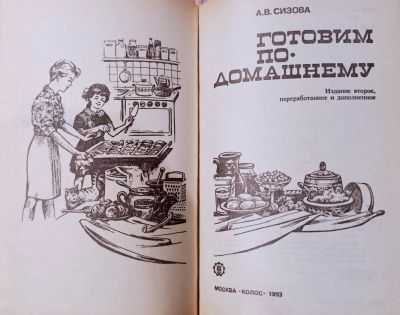 А.В. СИЗОВА
ГОТОВИМ
ПО-
ДОМАШНЕМУ
Издание второе,
переработанное и дополненное
МОСКВА «КОЛОС» 1993